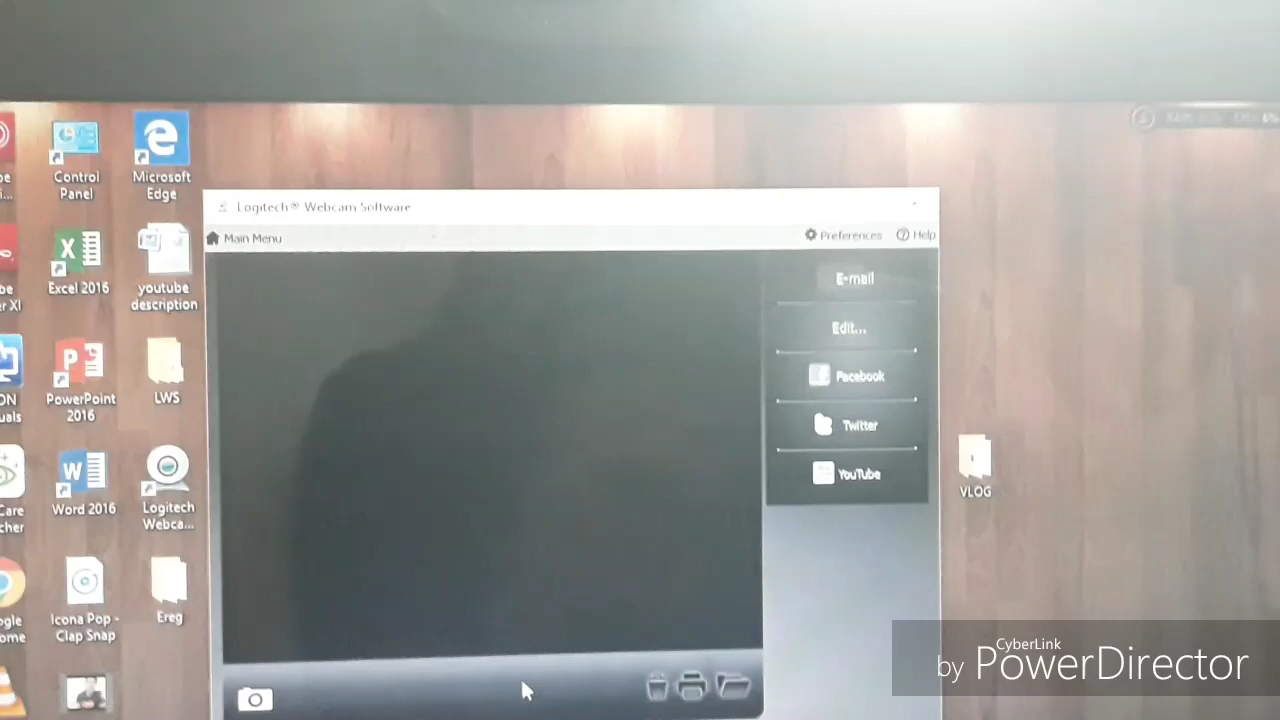 Control
Panel
Microsoft
Edge
Excel 2016
youtube
description
PowerPoint
2016
LWS
Word 2016
Logitech
Webca...
Icona Pop -
Clap Snap
Ereg
Logitech® Webcam Software
Main Menu
Preferences
Help
E-mail
Edit...
Facebook
Twitter
YouTube
VLOG
CyberLink
by PowerDirector